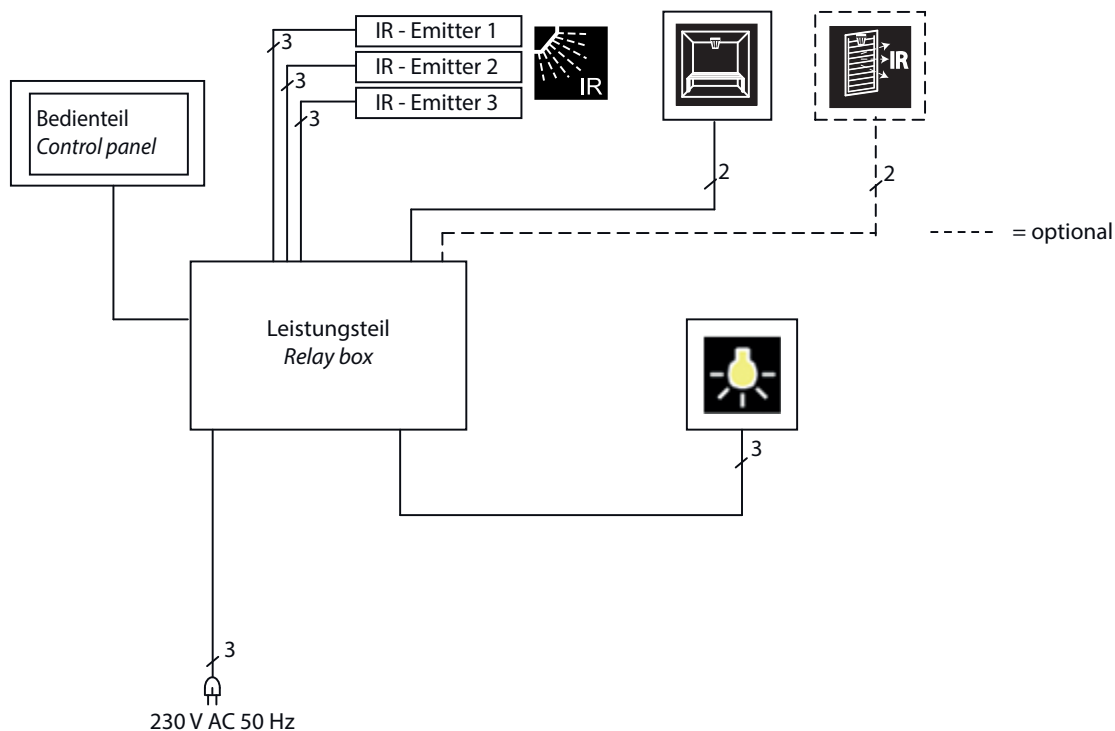 3
IR - Emitter 1
3
IR - Emitter 2
3
IR - Emitter 3
IR
IR
Bedienteil
Control panel
2
2
----- = optional
Leistungsteil
Relay box
3
3
230 V AC 50 Hz